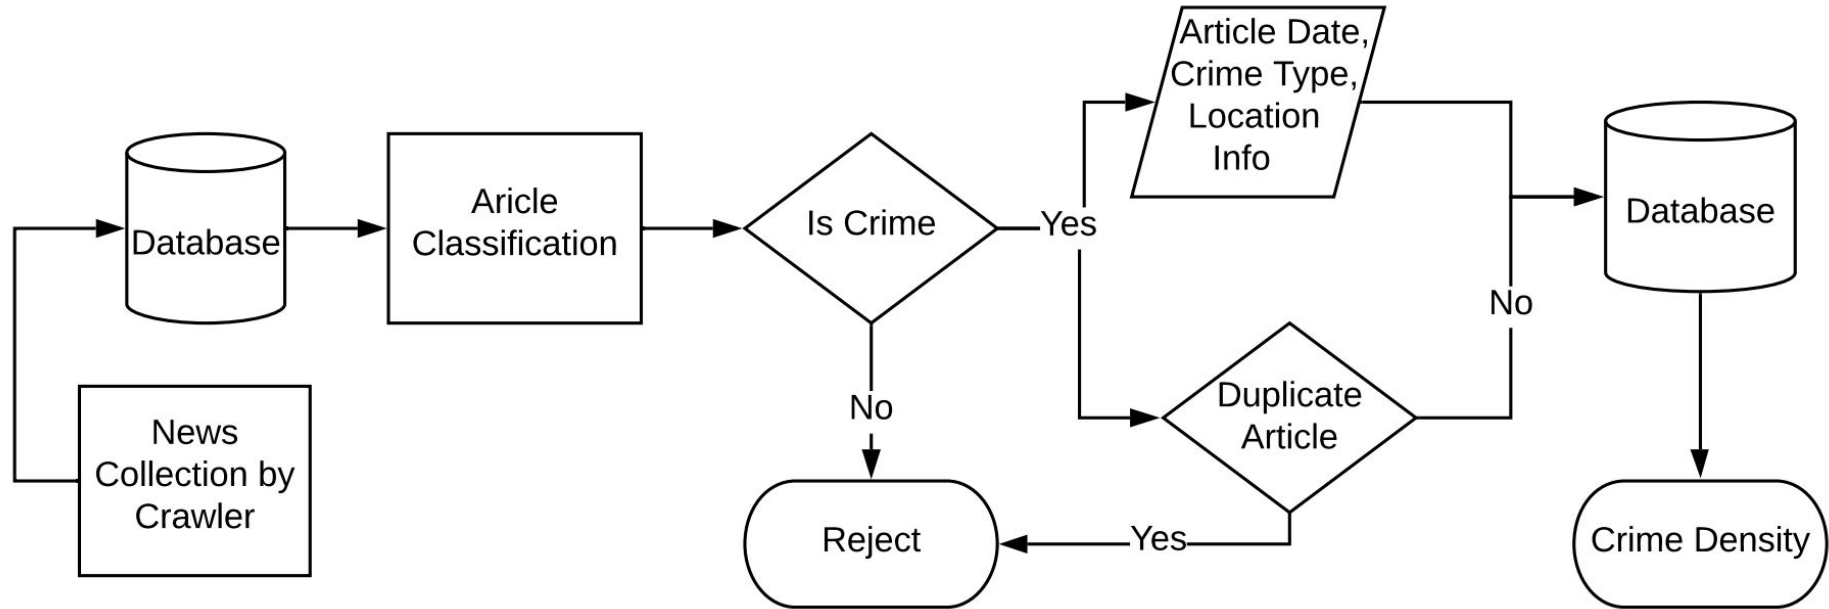 Database
Aricle
Classification
Is Crime
Yes
Article Date,
Crime Type,
Location
Info
Database
No
News
Collection by
Crawler
No
Duplicate
Article
Reject
Yes
Crime Density